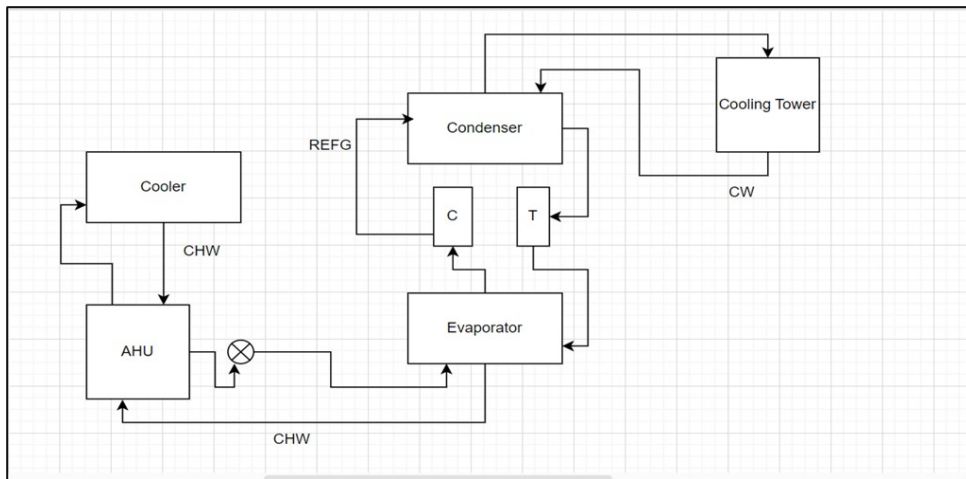 Cooling Tower
Condenser
REFG
Cooler
CW
C
T
CHW
Evaporator
AHU
CHW